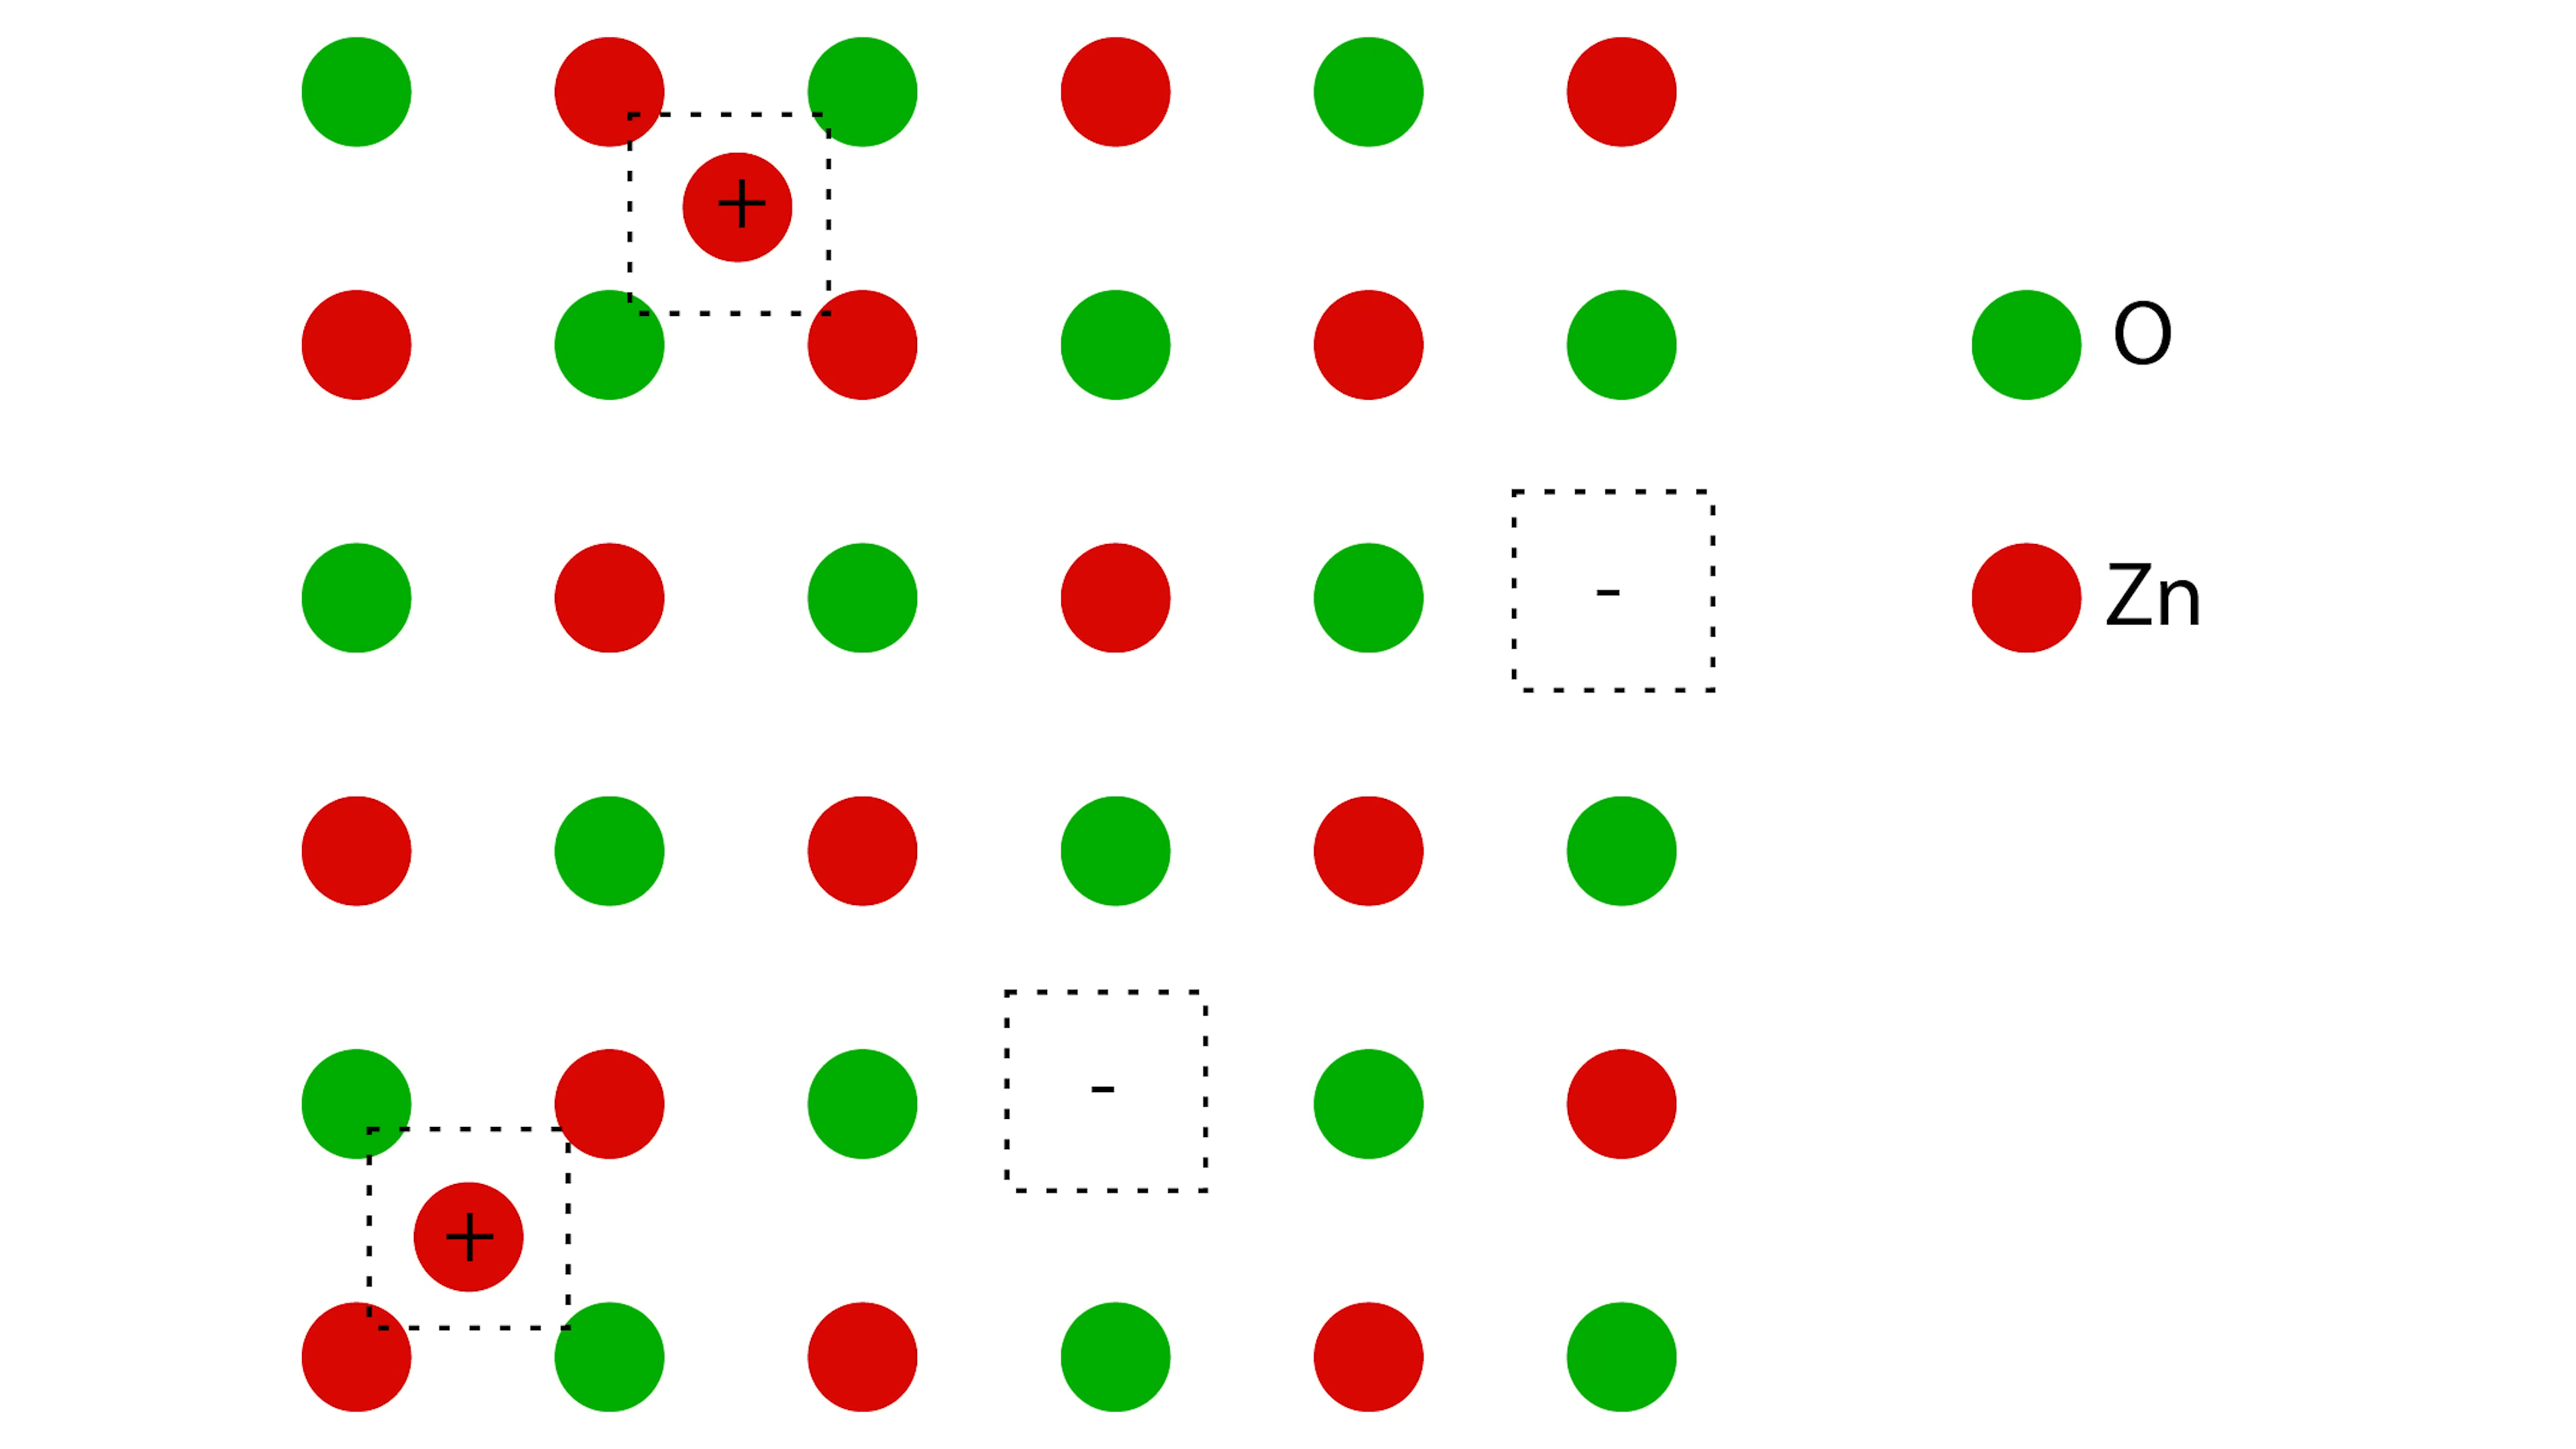 +
O
-
Zn
-
+